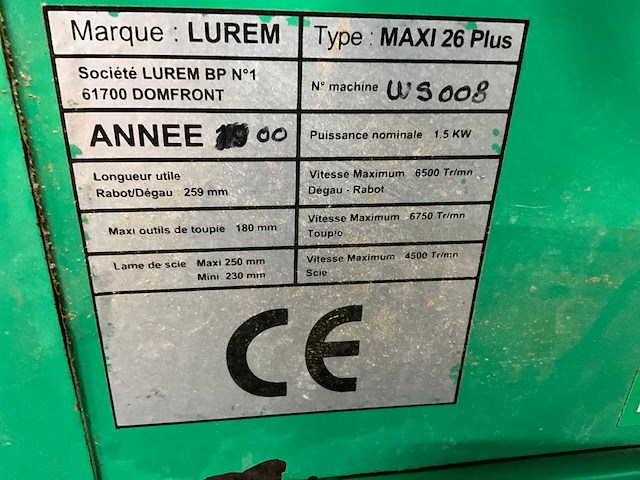 Marque : LUREM
Type : MAXI 26 Plus
Société LUREM BP N°1
61700 DOMFRONT
N° machine WS008
ANNEE 00
Puissance nominale 1.5 KW
Longueur utile
Rabot/Dégau : 259 mm
Vitesse Maximum 6500 Tr/mn
Dégau - Rabot
Maxi outils de toupie 180 mm
Vitesse Maximum 6750 Tr/mn
Toupie
Lame de scie Maxi 250 mm
Mini 230 mm
Vitesse Maximum 4500 Tr/mn
Scie
CE